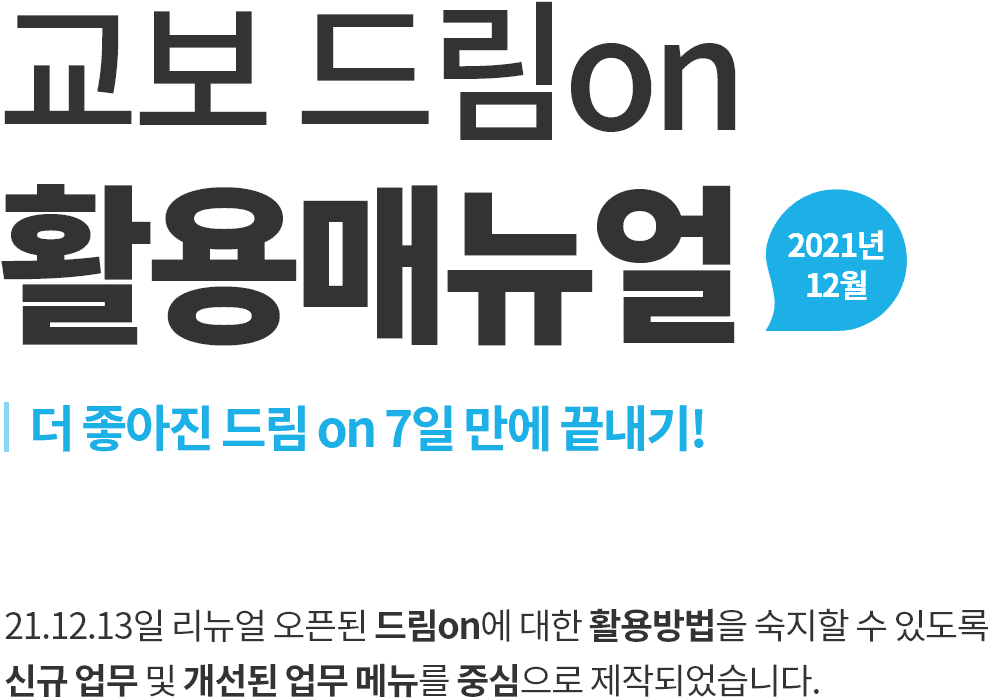 교보 드림on
활용매뉴얼
2021년
12월
더 좋아진 드림 on 7일 만에 끝내기!
21.12.13일 리뉴얼 오픈된 드림on에 대한 활용방법을 숙지할 수 있도록
신규 업무 및 개선된 업무 메뉴를 중심으로 제작되었습니다.